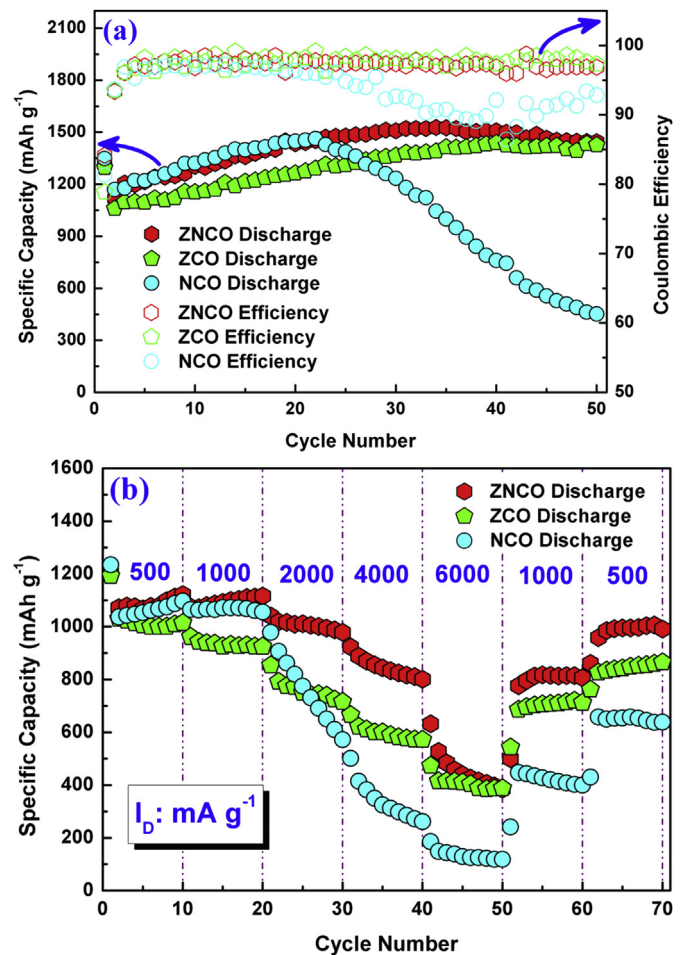 (a)
2100
1800
1500
1200
900
600
300
0
Specific Capacity (mAh g-1)
100
90
80
70
60
50
Coulombic Efficiency
ZNCO Discharge
ZCO Discharge
NCO Discharge
ZNCO Efficiency
ZCO Efficiency
NCO Efficiency
0 10 20 30 40 50
Cycle Number
(b)
1600
1400
1200
1000
800
600
400
200
0
Specific Capacity (mAh g-1)
ZNCO Discharge
ZCO Discharge
NCO Discharge
500 1000 2000 4000 6000 1000 500
ID: mA g-1
0 10 20 30 40 50 60 70
Cycle Number